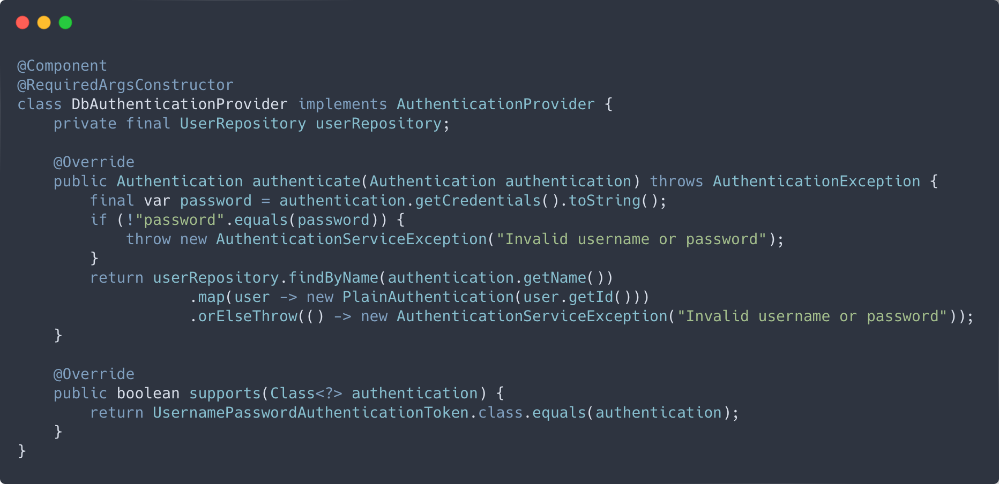 @Component
@RequiredArgsConstructor
class DbAuthenticationProvider implements AuthenticationProvider {
    private final UserRepository userRepository;

    @Override
    public Authentication authenticate(Authentication authentication) throws AuthenticationException {
        final var password = authentication.getCredentials().toString();
        if (!"password".equals(password)) {
            throw new AuthenticationServiceException("Invalid username or password");
        }
        return userRepository.findByName(authentication.getName())
                   .map(user -> new PlainAuthentication(user.getId()))
                   .orElseThrow(() -> new AuthenticationServiceException("Invalid username or password"));
    }

    @Override
    public boolean supports(Class<?> authentication) {
        return UsernamePasswordAuthenticationToken.class.equals(authentication);
    }
}